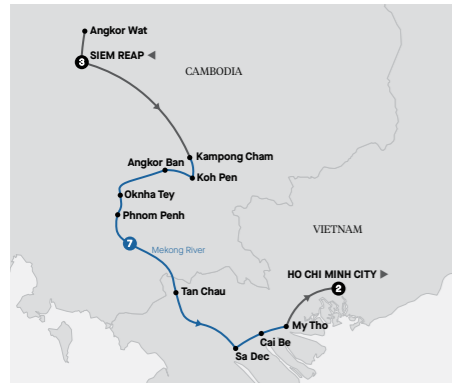 Angkor Wat
3
SIEM REAP ◀
CAMBODIA
Kampong Cham
Angkor Ban
Koh Pen
Oknha Tey
Phnom Penh
7
Mekong River
VIETNAM
HO CHI MINH CITY ▶
2
Tan Chau
My Tho
Cai Be
Sa Dec